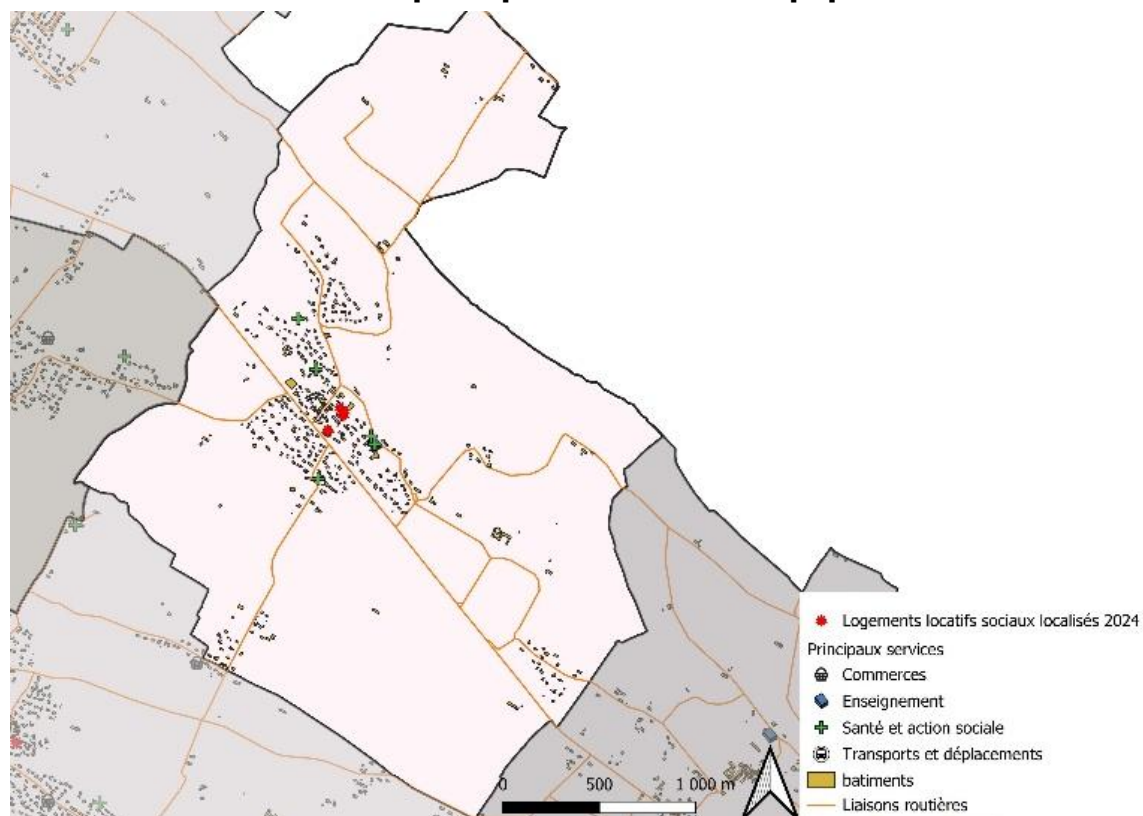 0 500 1 000 m
Logements locatifs sociaux localisés 2024
Principaux services
Commerces
Enseignement
Santé et action sociale
Transports et déplacements
batiments
Liaisons routières